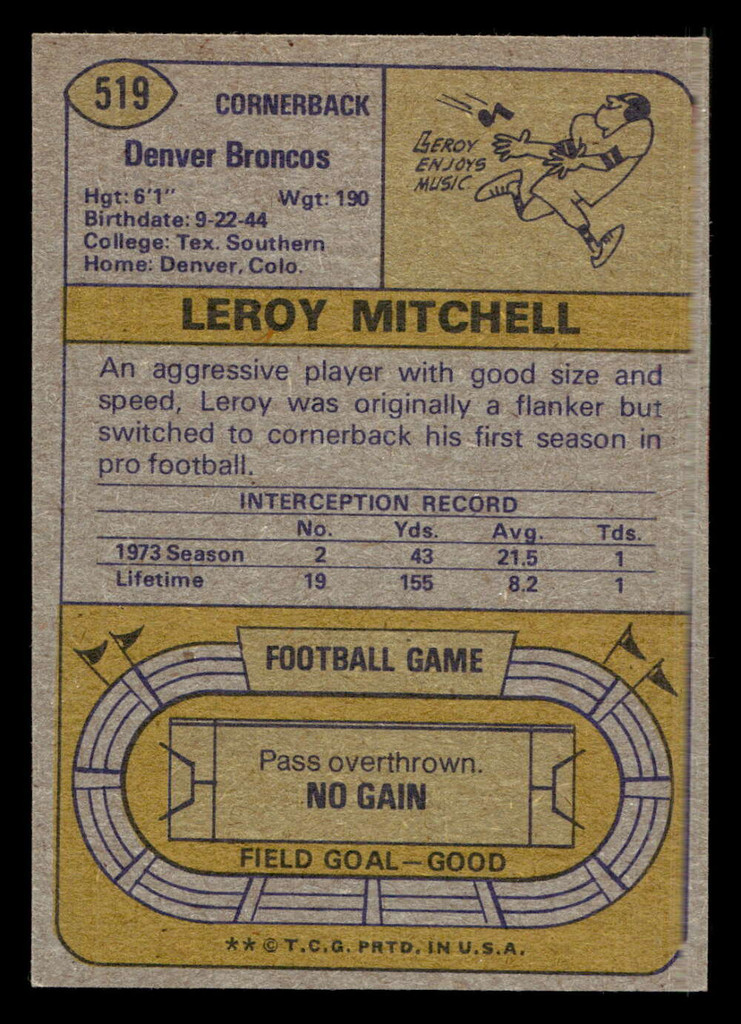 519
CORNERBACK
Denver Broncos
Hgt: 6'1" Wgt: 190
Birthdate: 9-22-44
College: Tex. Southern
Home: Denver, Colo.
LEROY
ENJOYS
MUSIC
LEROY MITCHELL
An aggressive player with good size and
speed, Leroy was originally a flanker but
switched to cornerback his first season in
pro football.
INTERCEPTION RECORD
No. Yds. Avg. Tds.
1973 Season 2 43 21.5 1
Lifetime 19 155 8.2 1
FOOTBALL GAME
Pass overthrown.
NO GAIN
FIELD GOAL—GOOD
** © T.C.G. PRTD. IN U.S.A.